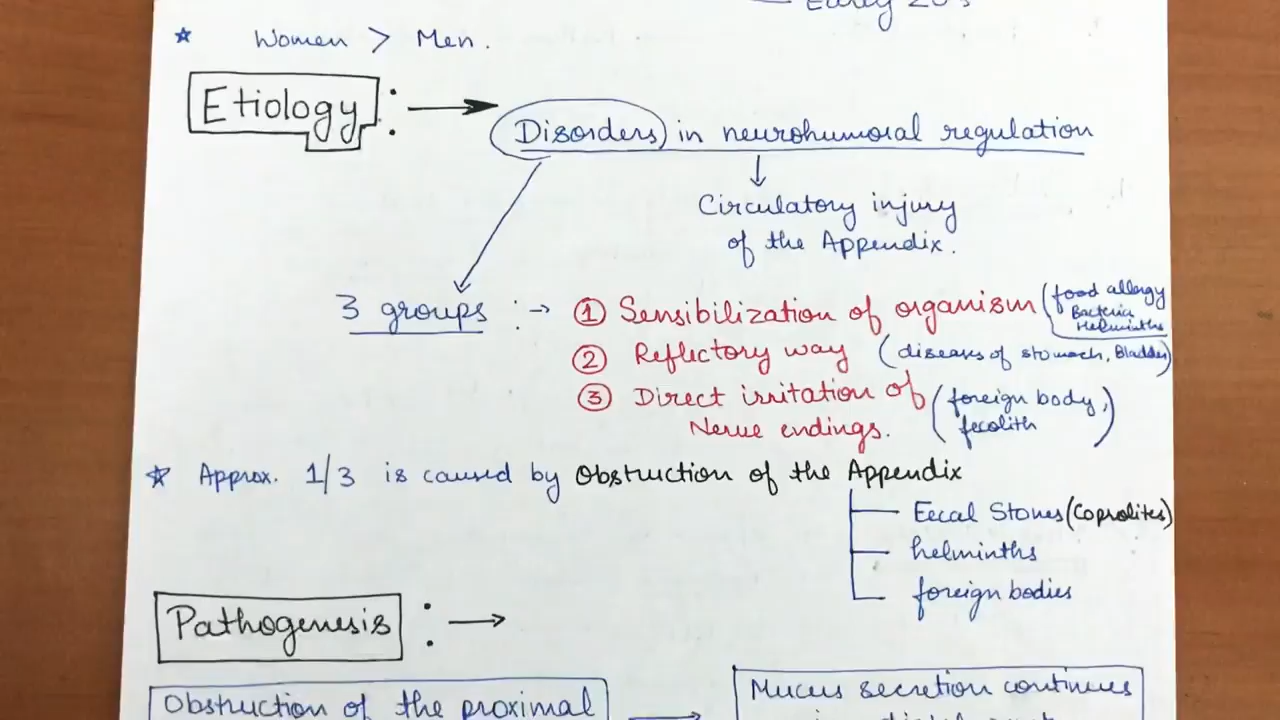 Early 20's
☆ Women > Men.
Etiology : → Disorders in neurohumoral regulation
↓
Circulatory injury
of the Appendix.
3 groups :→ ① Sensibilization of organism (food allergy
Bacteria
Helminths
② Reflectory way (diseases of stomach, Bladder)
③ Direct irritation of
Nerve endings. (foreign body,
fecolith)
☆ Approx. 1/3 is caused by Obstruction of the Appendix
Fecal Stones (Coprolites)
helminths
foreign bodies
Pathogenesis : →
Obstruction of the proximal → Mucus secretion continues